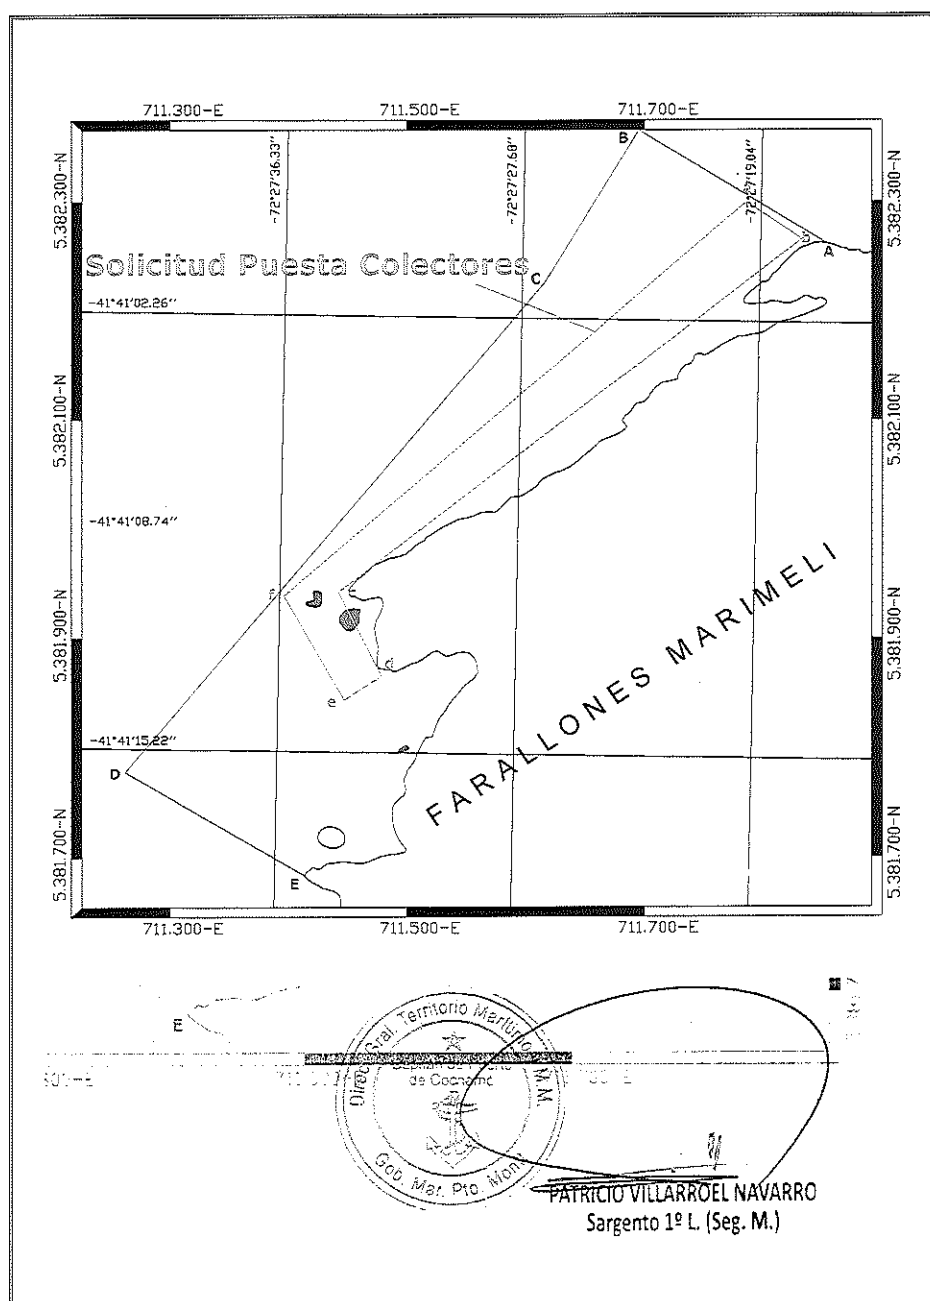 711.300-E 711.500-E 711.700-E
B
5.382.300-N
-72°27'36.33"
-72°27'27.68"
-72°27'19.04"
5.382.300-N
b
A
Solicitud Puesta Colectores
C
-41°41'02.26"
5.382.100-N
5.382.100-N
-41°41'08.74"
f
c
5.381.900-N
5.381.900-N
d
e
FARALLONES MARIMELI
-41°41'15.22"
D
5.381.700-N
5.381.700-N
E
711.300-E 711.500-E 711.700-E
E
Direc. Gral. Territorio Marítimo
M.M.
de Cochamó
Gob. Mar. Pto. Montt
PATRICIO VILLARROEL NAVARRO
Sargento 1º L. (Seg. M.)